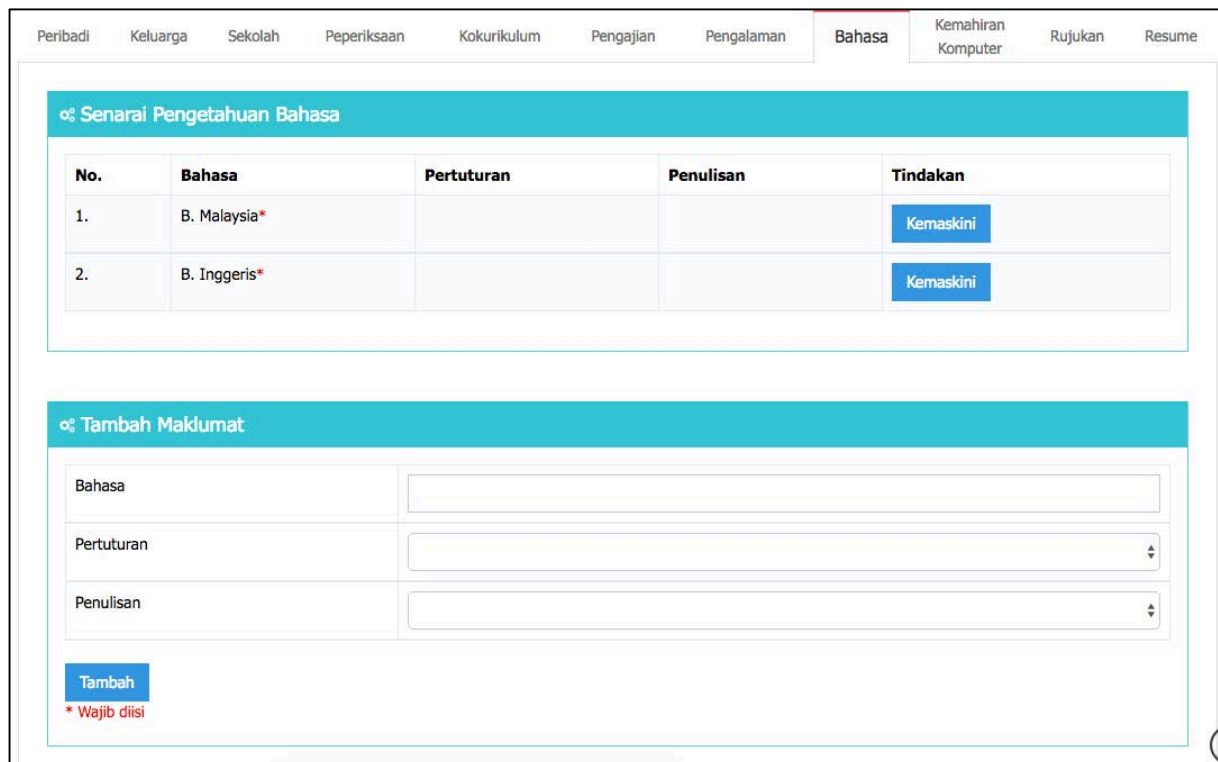 Peribadi Keluarga Sekolah Peperiksaan Kokurikulum Pengajian Pengalaman Bahasa Kemahiran Komputer Rujukan Resume
Senarai Pengetahuan Bahasa
No. Bahasa Pertuturan Penulisan Tindakan
1. B. Malaysia* Kemaskini
2. B. Inggeris* Kemaskini
Tambah Maklumat
Bahasa
Pertuturan
Penulisan
Tambah
* Wajib diisi